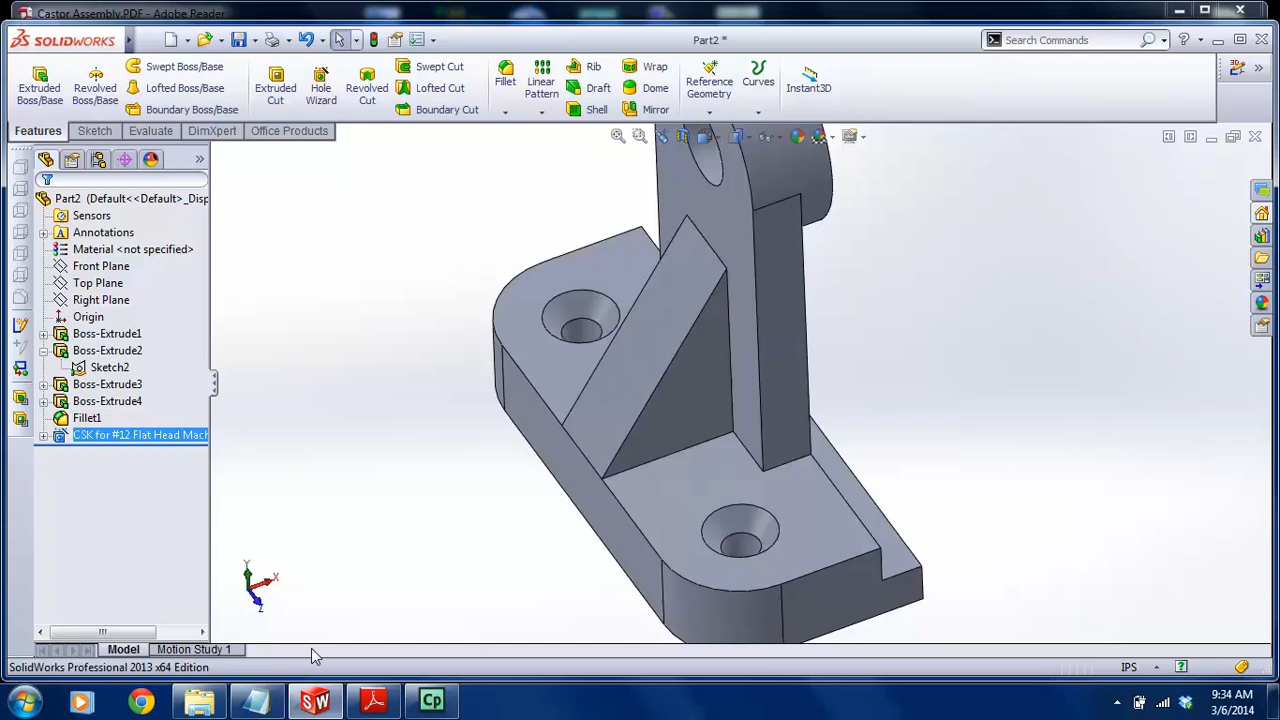 Castor Assembly.PDF - Adobe Reader
SOLIDWORKS
Part2 *
Search Commands
Extruded Boss/Base
Revolved Boss/Base
Swept Boss/Base
Lofted Boss/Base
Boundary Boss/Base
Extruded Cut
Hole Wizard
Revolved Cut
Swept Cut
Lofted Cut
Boundary Cut
Fillet
Linear Pattern
Rib
Draft
Shell
Wrap
Dome
Mirror
Reference Geometry
Curves
Instant3D
Features
Sketch
Evaluate
DimXpert
Office Products
Part2 (Default<<Default>_Disp
Sensors
Annotations
Material <not specified>
Front Plane
Top Plane
Right Plane
Origin
Boss-Extrude1
Boss-Extrude2
Sketch2
Boss-Extrude3
Boss-Extrude4
Fillet1
CSK for #12 Flat Head Mach
Y
X
Z
Model
Motion Study 1
SolidWorks Professional 2013 x64 Edition
IPS
SW
Cp
9:34 AM
3/6/2014